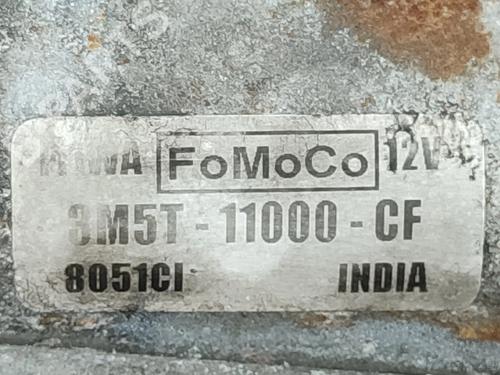 FoMoCo 12V
3M5T - 11000 - CF
8051CI INDIA